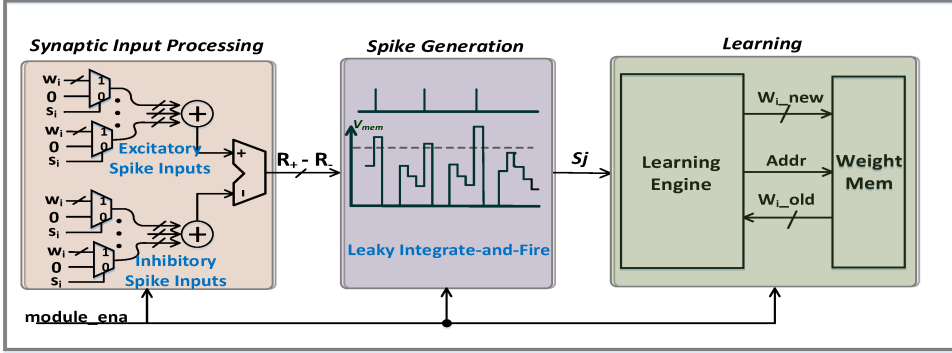 Synaptic Input Processing
Spike Generation
Learning
wᵢ
1
0
0
sᵢ
wᵢ
1
0
0
sᵢ
+
Excitatory
Spike Inputs
+
-
R₊ - R₋
wᵢ
1
0
0
sᵢ
wᵢ
1
0
0
sᵢ
+
Inhibitory
Spike Inputs
Vmem
Leaky Integrate-and-Fire
Sj
Learning
Engine
Wᵢ_new
Addr
Wᵢ_old
Weight
Mem
module_ena